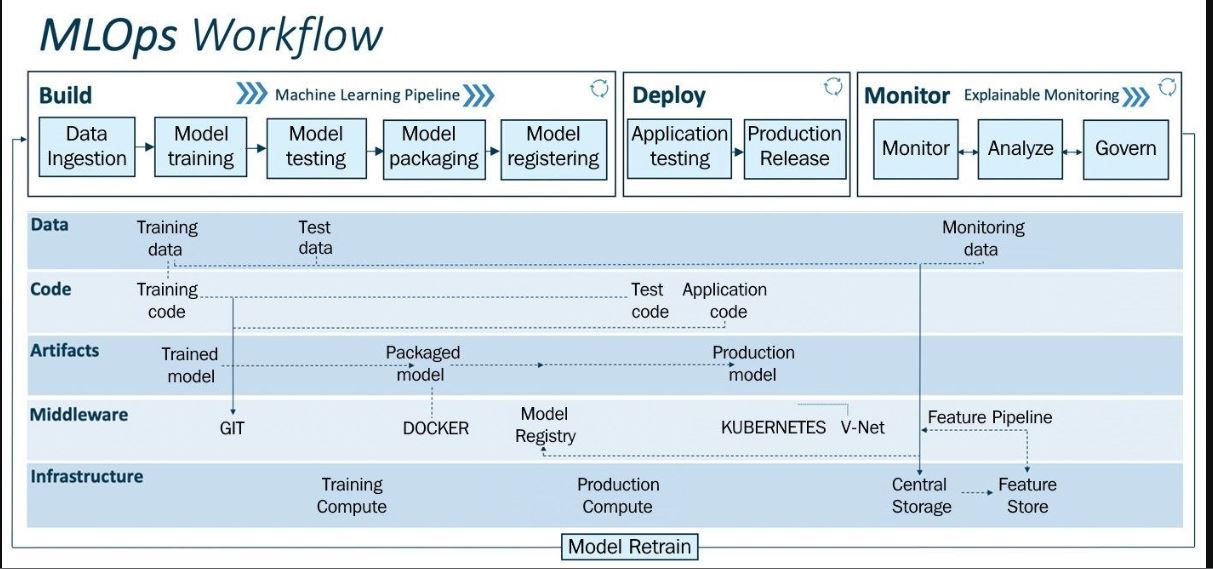 MLOps Workflow
Build
Machine Learning Pipeline
Deploy
Monitor
Explainable Monitoring
Data
Ingestion
Model
training
Model
testing
Model
packaging
Model
registering
Application
testing
Production
Release
Monitor
Analyze
Govern
Data
Training
data
Test
data
Monitoring
data
Code
Training
code
Test
code
Application
code
Artifacts
Trained
model
Packaged
model
Production
model
Middleware
GIT
DOCKER
Model
Registry
KUBERNETES
V-Net
Feature Pipeline
Infrastructure
Training
Compute
Production
Compute
Central
Storage
Feature
Store
Model Retrain